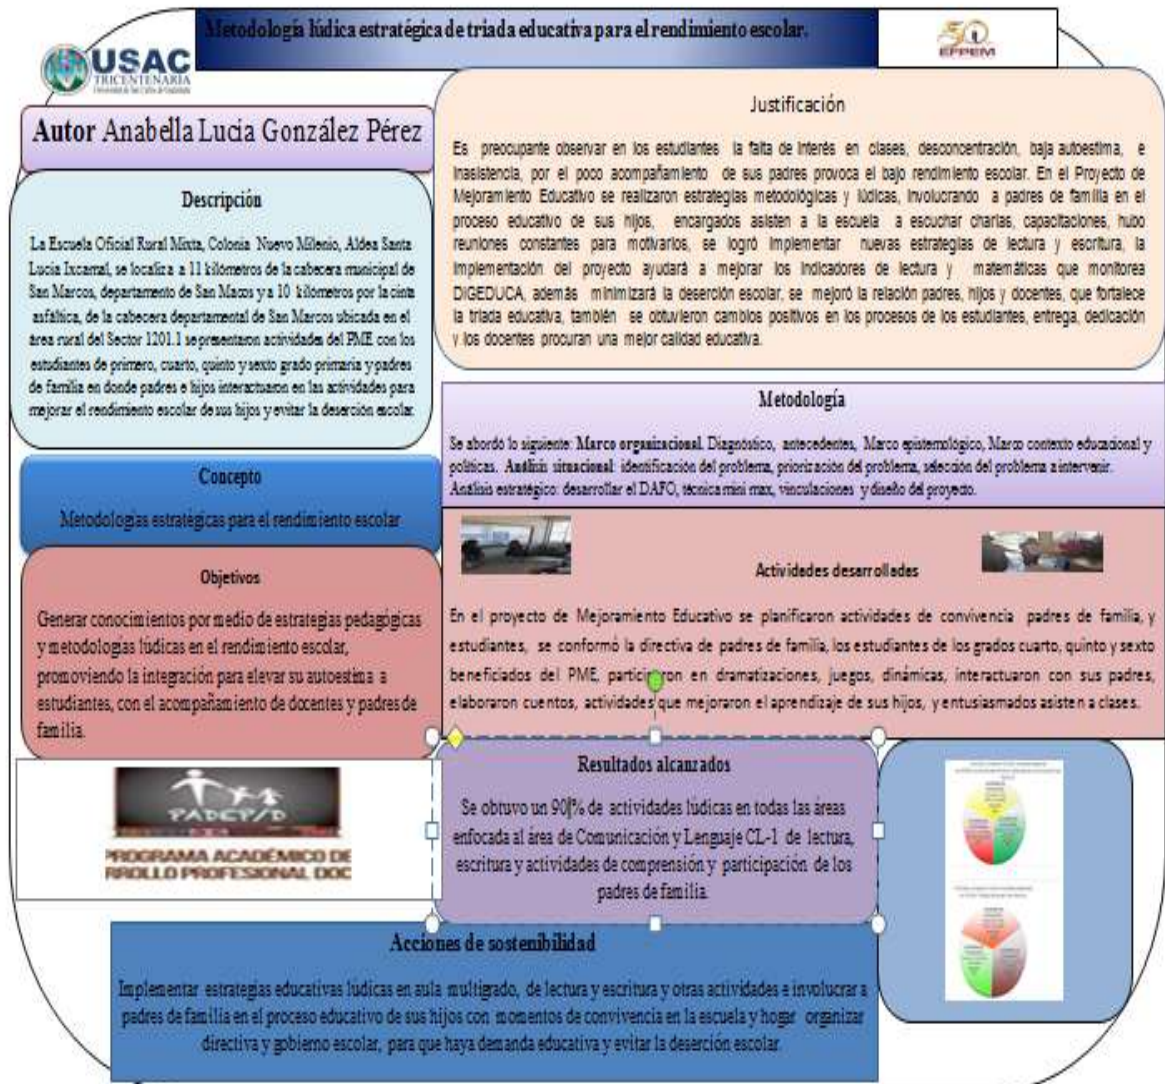 Metodología lúdica estratégica de triada educativa para el rendimiento escolar.
USAC
TRICENTENARIA
50
EFPEM
Autor Anabella Lucía González Pérez
Descripción
La Escuela Oficial Rural Mixta, Colonia Nuevo Milenio, Aldea Santa
Lucia Ixcamal, se localiza a 11 kilómetros de la cabecera municipal de
San Marcos, departamento de San Macos y a 10 kilómetros por la cinta
asfáltica, de la cabecera departamental de San Marcos ubicada en el
área rural del Sector 1201.1 se presentaron actividades del PME con los
estudiantes de primero, cuarto, quinto y sexto grado primaria y padres
de familia en donde padres e hijos interactuaron en las actividades para
mejorar el rendimiento escolar de sus hijos y evitar la deserción escolar.
Concepto
Metodologías estratégicas para el rendimiento escolar
Objetivos
Generar conocimientos por medio de estrategias pedagógicas
y metodologías lúdicas en el rendimiento escolar,
promoviendo la integración para elevar su autoestima a
estudiantes, con el acompañamiento de docentes y padres de
familia.
PADEP/D
PROGRAMA ACADÉMICO DE
RROLLO PROFESIONAL DOC
Justificación
Es preocupante observar en los estudiantes la falta de interés en clases, desconcentración, baja autoestima, e
inasistencia, por el poco acompañamiento de sus padres provoca el bajo rendimiento escolar. En el Proyecto de
Mejoramiento Educativo se realizaron estrategias metodológicas y lúdicas, involucrando a padres de familia en el
proceso educativo de sus hijos, encargados asisten a la escuela a escuchar charlas, capacitaciones, hubo
reuniones constantes para motivarlos, se logró implementar nuevas estrategias de lectura y escritura, la
implementación del proyecto ayudará a mejorar los indicadores de lectura y matemáticas que monitorea
DIGEDUCA, además minimizará la deserción escolar, se mejoró la relación padres, hijos y docentes, que fortalece
la triada educativa, también se obtuvieron cambios positivos en los procesos de los estudiantes, entrega, dedicación
y los docentes procuran una mejor calidad educativa.
Metodología
Se abordó lo siguiente: Marco organizacional. Diagnóstico, antecedentes, Marco epistemológico, Marco contexto educacional y
políticas. Análisis situacional: identificación del problema, priorización del problema, selección del problema a intervenir.
Análisis estratégico: desarrollar el DAFO, técnica mini max, vinculaciones y diseño del proyecto.
Actividades desarrolladas
En el proyecto de Mejoramiento Educativo se planificaron actividades de convivencia padres de familia, y
estudiantes, se conformó la directiva de padres de familia, los estudiantes de los grados cuarto, quinto y sexto
beneficiados del PME, participaron en dramatizaciones, juegos, dinámicas, interactuaron con sus padres,
elaboraron cuentos, actividades que mejoraron el aprendizaje de sus hijos, y entusiasmados asisten a clases.
Resultados alcanzados
Se obtuvo un 90% de actividades lúdicas en todas las áreas
enfocada al área de Comunicación y Lenguaje CL-1 de lectura,
escritura y actividades de comprensión y participación de los
padres de familia.
Acciones de sostenibilidad
Implementar estrategias educativas lúdicas en aula multigrado, de lectura y escritura y otras actividades e involucrar a
padres de familia en el proceso educativo de sus hijos con momentos de convivencia en la escuela y hogar organizar
directiva y gobierno escolar, para que haya demanda educativa y evitar la deserción escolar.